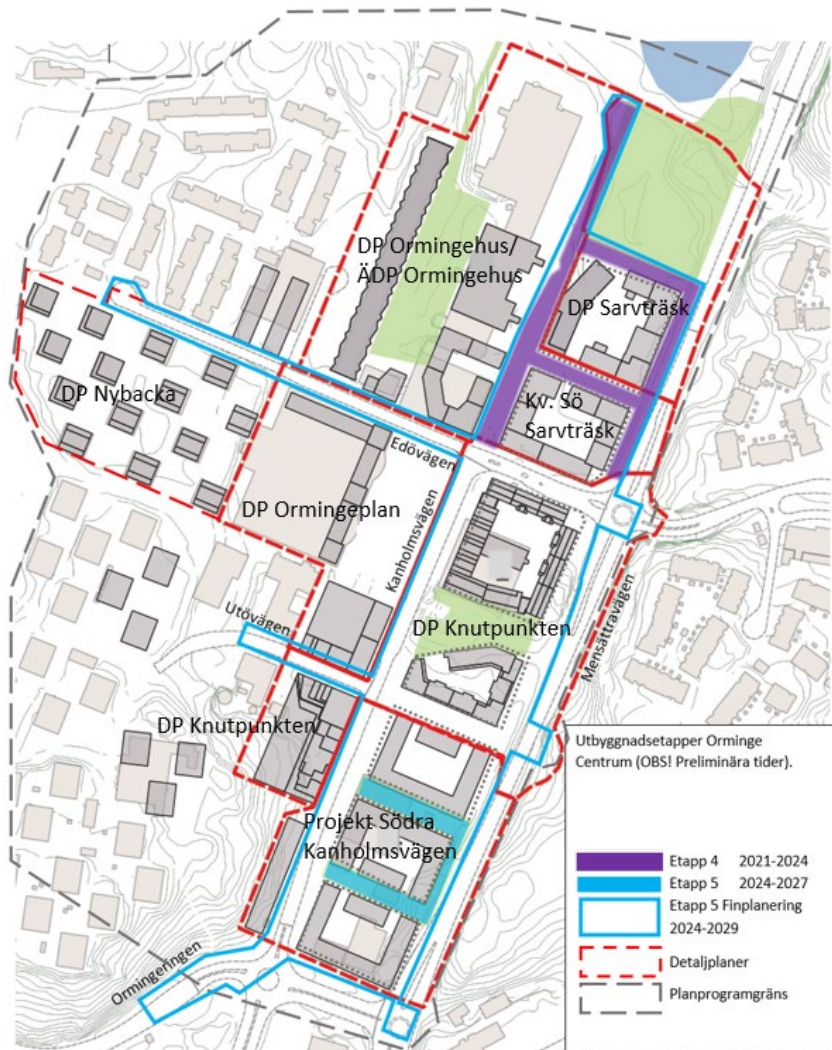 DP Ormingehus/
ÄDP Ormingehus
DP Sarvträsk
DP Nybacka
Kv. Sö
Sarvträsk
Edövägen
DP Ormingeplan
Kanholmsvägen
Utövägen
DP Knutpunkten
Mensättravägen
DP Knutpunkten
Projekt Södra
Kanholmsvägen
Ormingeringen
Utbyggnadsetapper Orminge
Centrum (OBS! Preliminära tider).
Etapp 4 2021-2024
Etapp 5 2024-2027
Etapp 5 Finplanering
2024-2029
Detaljplaner
Planprogramgräns